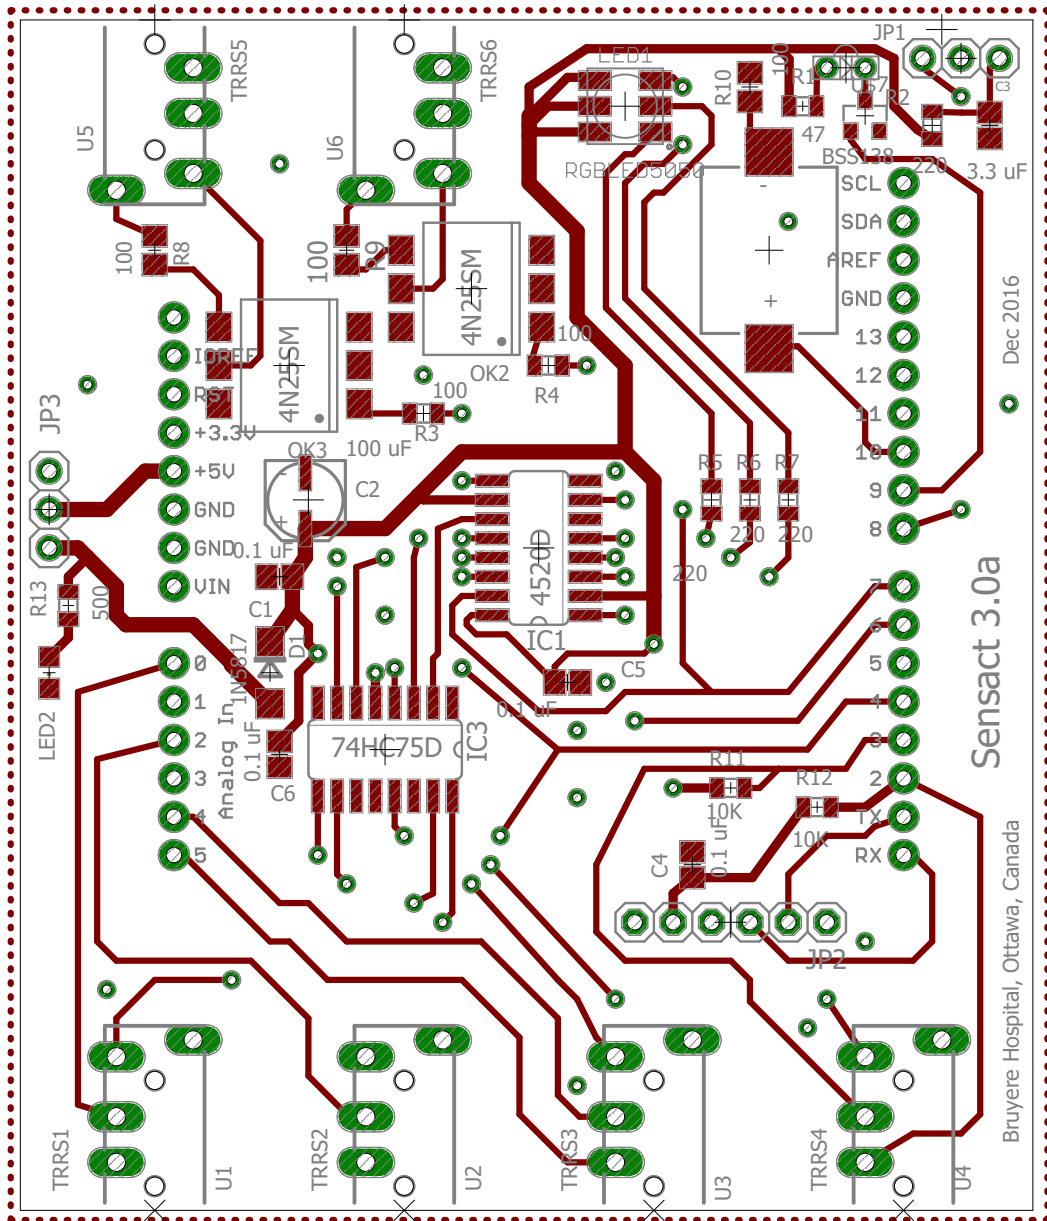 JP1
LED1
TRRS5
TRRS6
100
R1
U$7
R10
C3
R2
U5
U6
47
BSS138
220
3.3 uF
RGBLED5050
-
SCL
SDA
100
R8
100
R9
AREF
4N25SM
+
GND
Dec 2016
4N25SM
100
13
IOREF
OK2
12
RST
R4
100
11
JP3
+3.3V
R3
10
OK3
100 uF
+5V
C2
R5
R6
R7
9
GND
+
8
220
220
GND
0.1 uF
4520D
220
VIN
C1
R13
500
7
IC1
6
D1
1N5817
0
C5
5
LED2
1
0.1 uF
4
Sensact 3.0a
Analog In
0.1 uF
74HC75D
IC3
2
3
3
C6
R11
R12
2
10K
4
10K
TX
0.1 uF
C4
5
RX
JP2
Bruyere Hospital, Ottawa, Canada
TRRS1
U1
TRRS2
U2
TRRS3
U3
TRRS4
U4